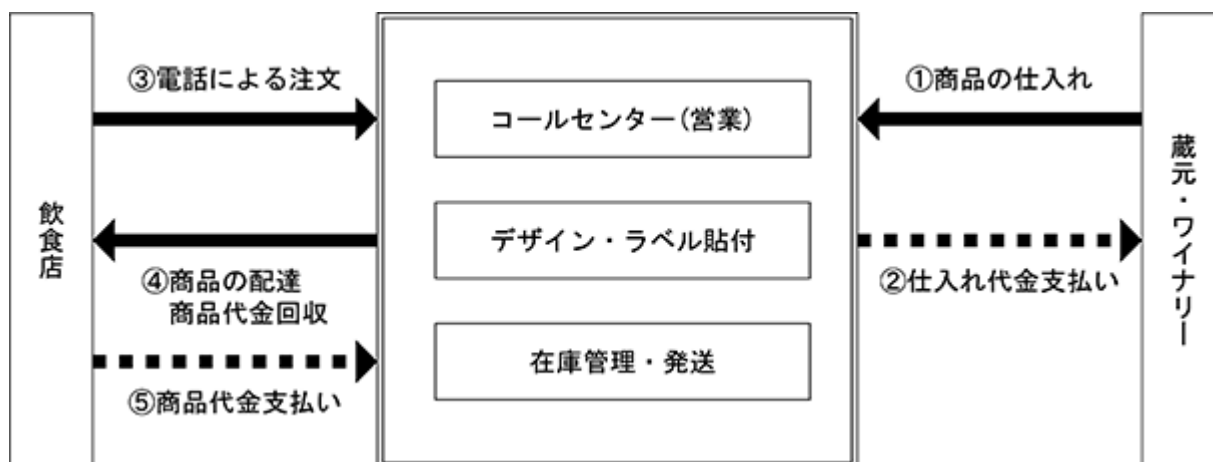 飲食店
③電話による注文
④商品の配達
商品代金回収
⑤商品代金支払い
コールセンター(営業)
デザイン・ラベル貼付
在庫管理・発送
①商品の仕入れ
②仕入れ代金支払い
蔵元・ワイナリー